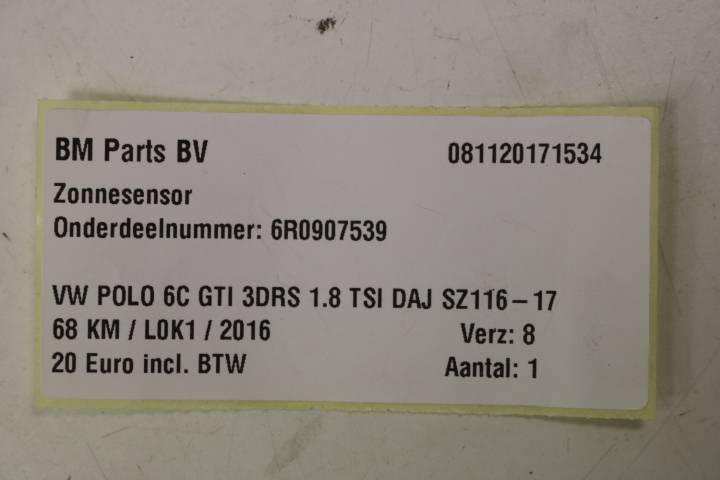 BM Parts BV 081120171534
Zonnesensor
Onderdeelnummer: 6R0907539
VW POLO 6C GTI 3DRS 1.8 TSI DAJ SZ116-17
68 KM / L0K1 / 2016 Verz: 8
20 Euro incl. BTW Aantal: 1